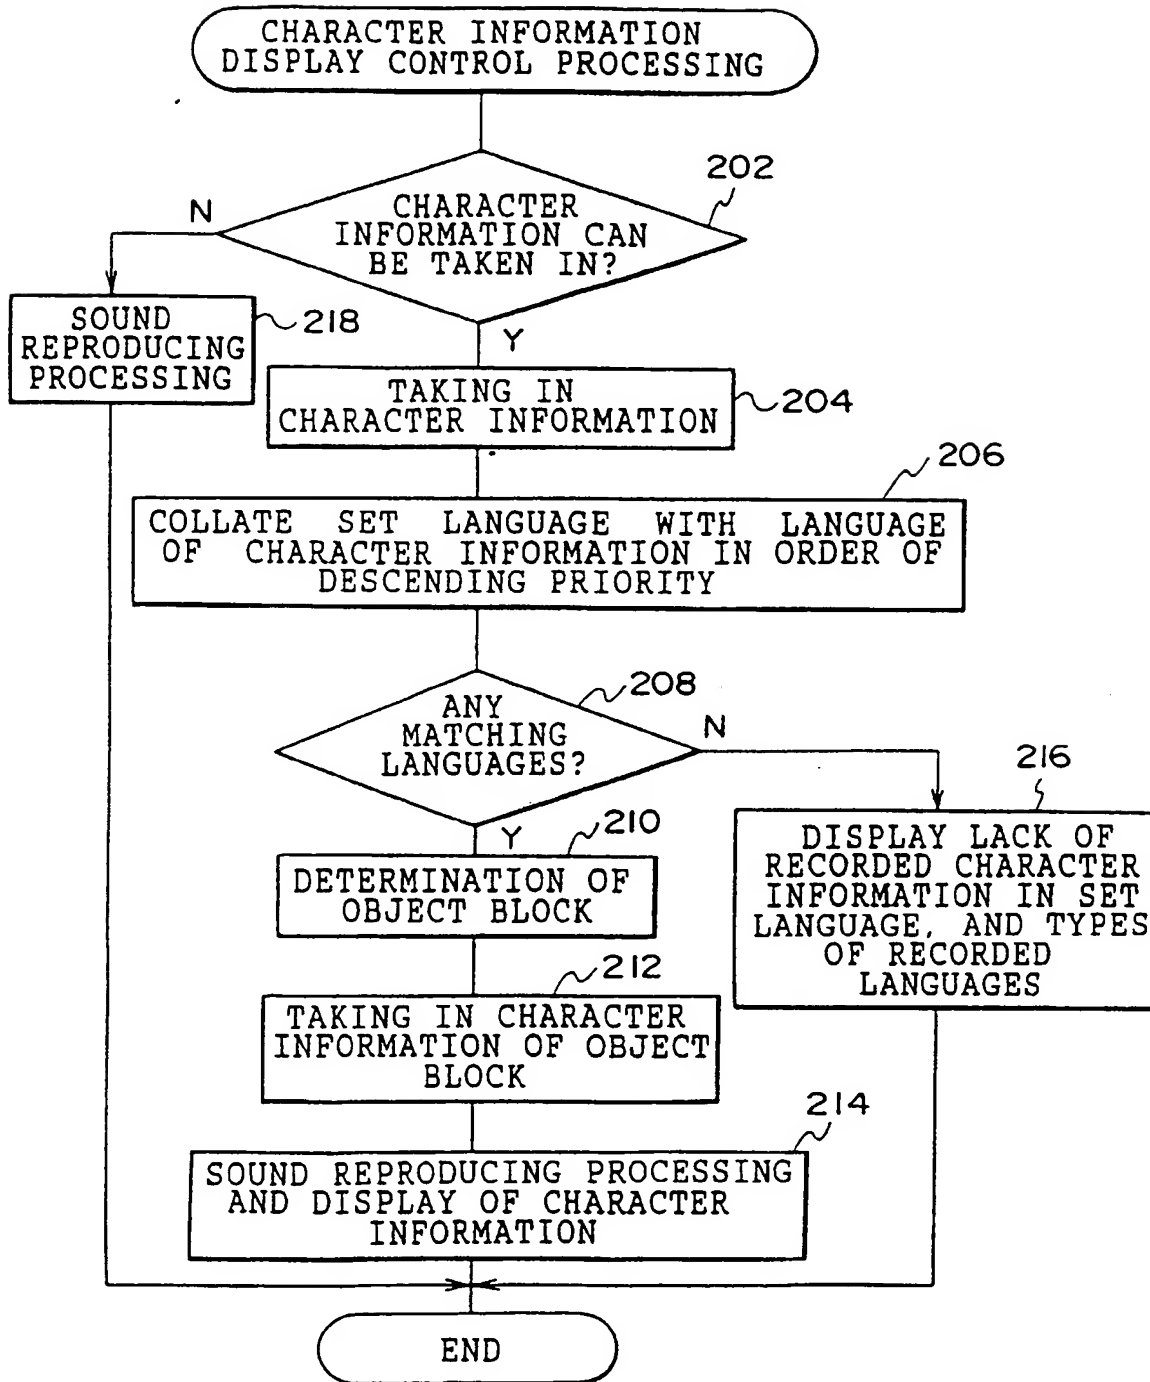 CHARACTER INFORMATION
DISPLAY CONTROL PROCESSING
202
CHARACTER
INFORMATION CAN
BE TAKEN IN?
N
Y
SOUND
REPRODUCING
PROCESSING
218
TAKING IN
CHARACTER INFORMATION
204
206
COLLATE SET LANGUAGE WITH LANGUAGE
OF CHARACTER INFORMATION IN ORDER OF
DESCENDING PRIORITY
208
ANY
MATCHING
LANGUAGES?
N
Y
216
DISPLAY LACK OF
RECORDED CHARACTER
INFORMATION IN SET
LANGUAGE, AND TYPES
OF RECORDED
LANGUAGES
210
DETERMINATION OF
OBJECT BLOCK
212
TAKING IN CHARACTER
INFORMATION OF OBJECT
BLOCK
214
SOUND REPRODUCING PROCESSING
AND DISPLAY OF CHARACTER
INFORMATION
END